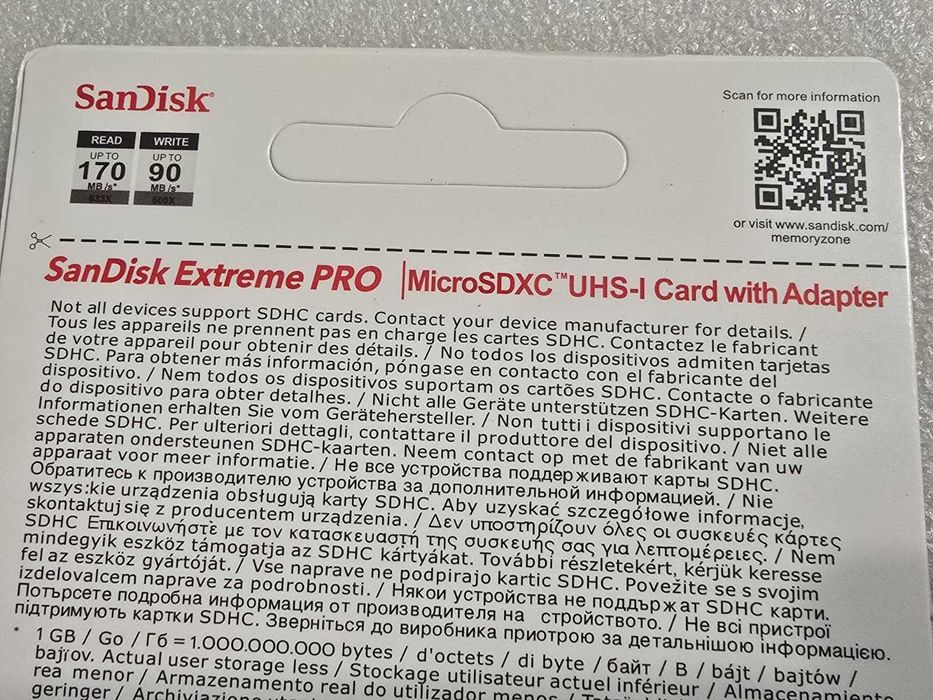 SanDisk®
READ WRITE
UP TO UP TO
170 90
MB/s* MB/s*
633X 600X
Scan for more information
or visit www.sandisk.com/
memoryzone
SanDisk Extreme PRO | MicroSDXC™ UHS-I Card with Adapter
Not all devices support SDHC cards. Contact your device manufacturer for details. /
Tous les appareils ne prennent pas en charge les cartes SDHC. Contactez le fabricant
de votre appareil pour obtenir des détails. / No todos los dispositivos admiten tarjetas
SDHC. Para obtener más información, póngase en contacto con el fabricante del
dispositivo. / Nem todos os dispositivos suportam os cartões SDHC. Contacte o fabricante
do dispositivo para obter detalhes. / Nicht alle Geräte unterstützen SDHC-Karten. Weitere
Informationen erhalten Sie vom Gerätehersteller. / Non tutti i dispositivi supportano le
schede SDHC. Per ulteriori dettagli, contattare il produttore del dispositivo. / Niet alle
apparaten ondersteunen SDHC-kaarten. Neem contact op met de fabrikant van uw
apparaat voor meer informatie. / Не все устройства поддерживают карты SDHC.
Обратитесь к производителю устройства за дополнительной информацией. / Nie
wszys:kie urządzenia obsługują karty SDHC. Aby uzyskać szczegółowe informacje,
skontaktuj się z producentem urządzenia. / Δεν υποστηρίζουν όλες οι συσκευές κάρτες
SDHC Επικοινωνήστε με τον κατασκευαστή της συσκευής σας για λεπτομέρειες. / Nem
mindegyik eszköz támogatja az SDHC kártyákat. További részletekért, kérjük keresse
fel az eszköz gyártóját. / Vse naprave ne podpirajo kartic SDHC. Povežite se s svojim
izdelovalcem naprave za podrobnosti. / Някои устройства не поддържат SDHC карти.
Потърсете подробна информация от производителя на стройството. / Не всі пристрої
підтримують картки SDHC. Зверніться до виробника приотрою за детальнішою інформацією.
* 1 GB / Go / Гб = 1.000.000.000 bytes / d'octets / di byte / байт / B / bájt / bajtów /
bajtov. Actual user storage less / Stockage utilisateur actuel inférieur / Almacenamiento
rea menor / Armazenamento real do utilizador menor /
geringer / Archiviazione